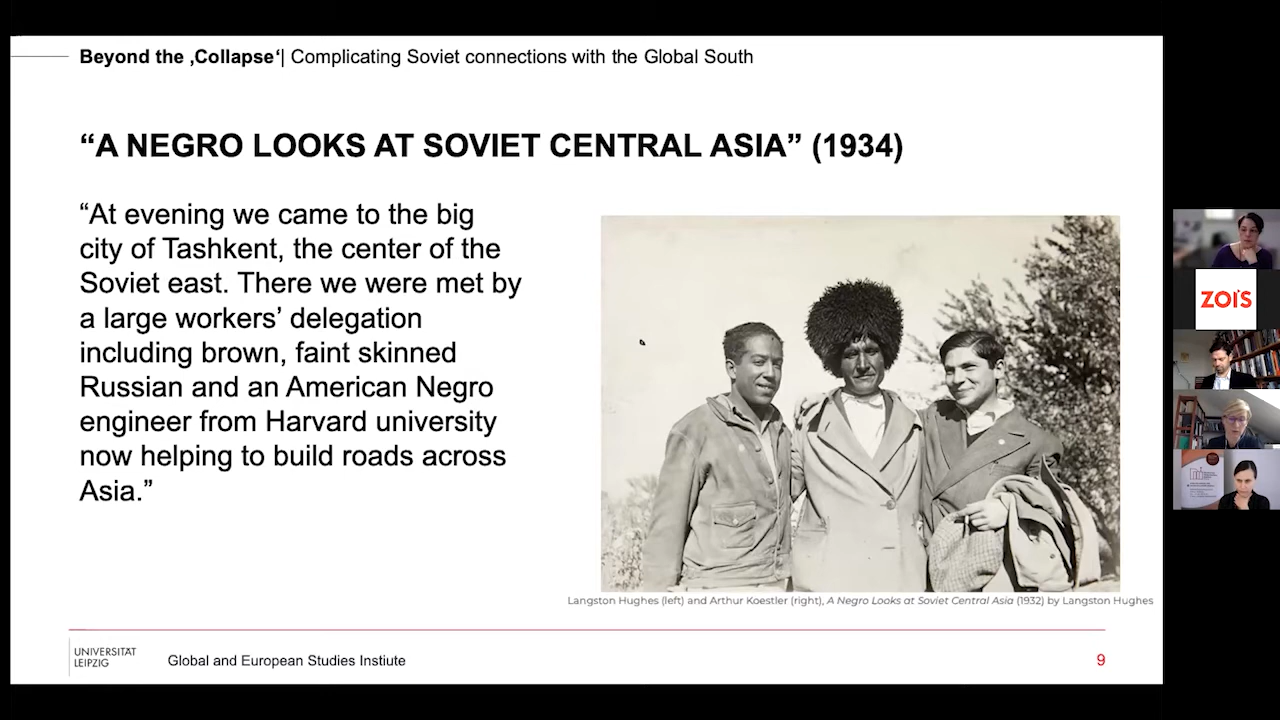 Beyond the ‚Collapse‘| Complicating Soviet connections with the Global South
“A NEGRO LOOKS AT SOVIET CENTRAL ASIA” (1934)
“At evening we came to the big
city of Tashkent, the center of the
Soviet east. There we were met by
a large workers’ delegation
including brown, faint skinned
Russian and an American Negro
engineer from Harvard university
now helping to build roads across
Asia.”
Langston Hughes (left) and Arthur Koestler (right), A Negro Looks at Soviet Central Asia (1932) by Langston Hughes
UNIVERSITÄT
LEIPZIG
Global and European Studies Instiute
9
ZOiS